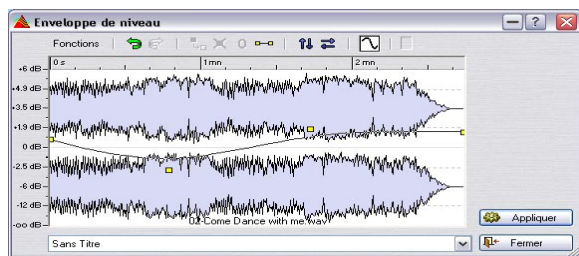 Enveloppe de niveau
Fonctions
0 s 1mn 2 mn
+6 dB
+4.9 dB
+3.5 dB
+1.9 dB
0 dB
-2.5 dB
-6 dB
-12 dB
-oo dB
02-Come Dance with me.wav
Appliquer
Sans Titre
Fermer